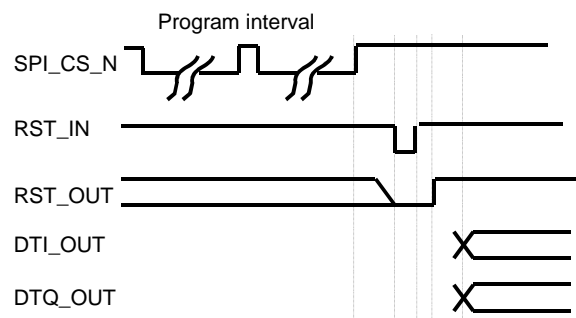 Program interval
SPI_CS_N
RST_IN
RST_OUT
DTI_OUT
DTQ_OUT